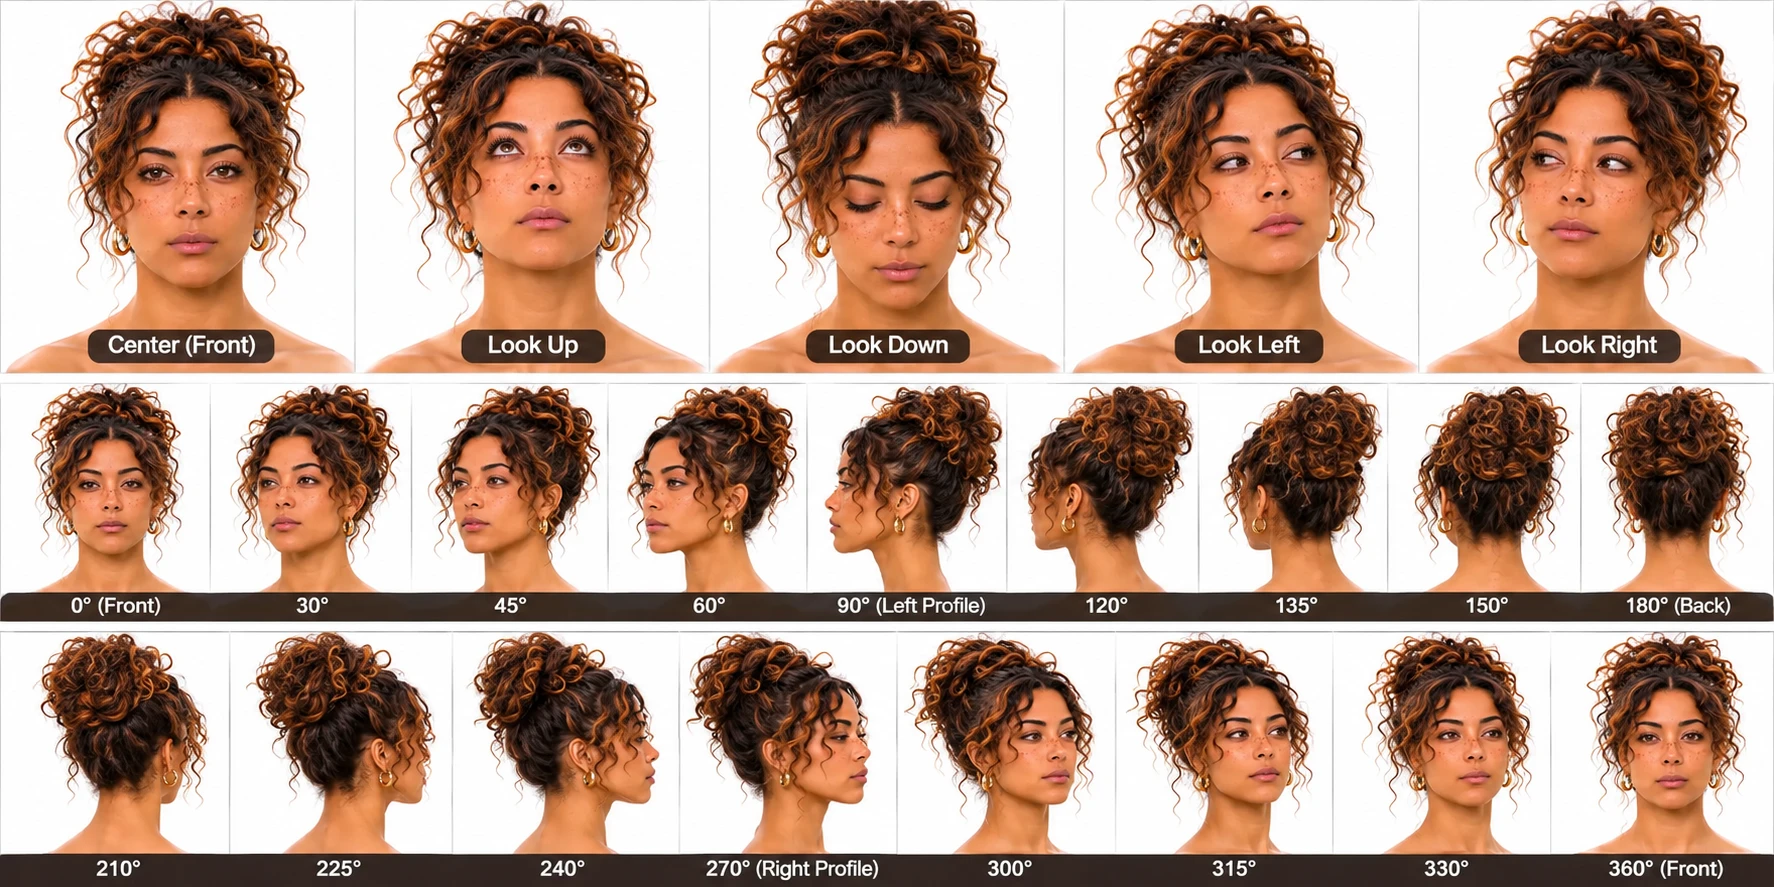 Center (Front)
Look Up
Look Down
Look Left
Look Right
0° (Front)
30°
45°
60°
90° (Left Profile)
120°
135°
150°
180° (Back)
210°
225°
240°
270° (Right Profile)
300°
315°
330°
360° (Front)